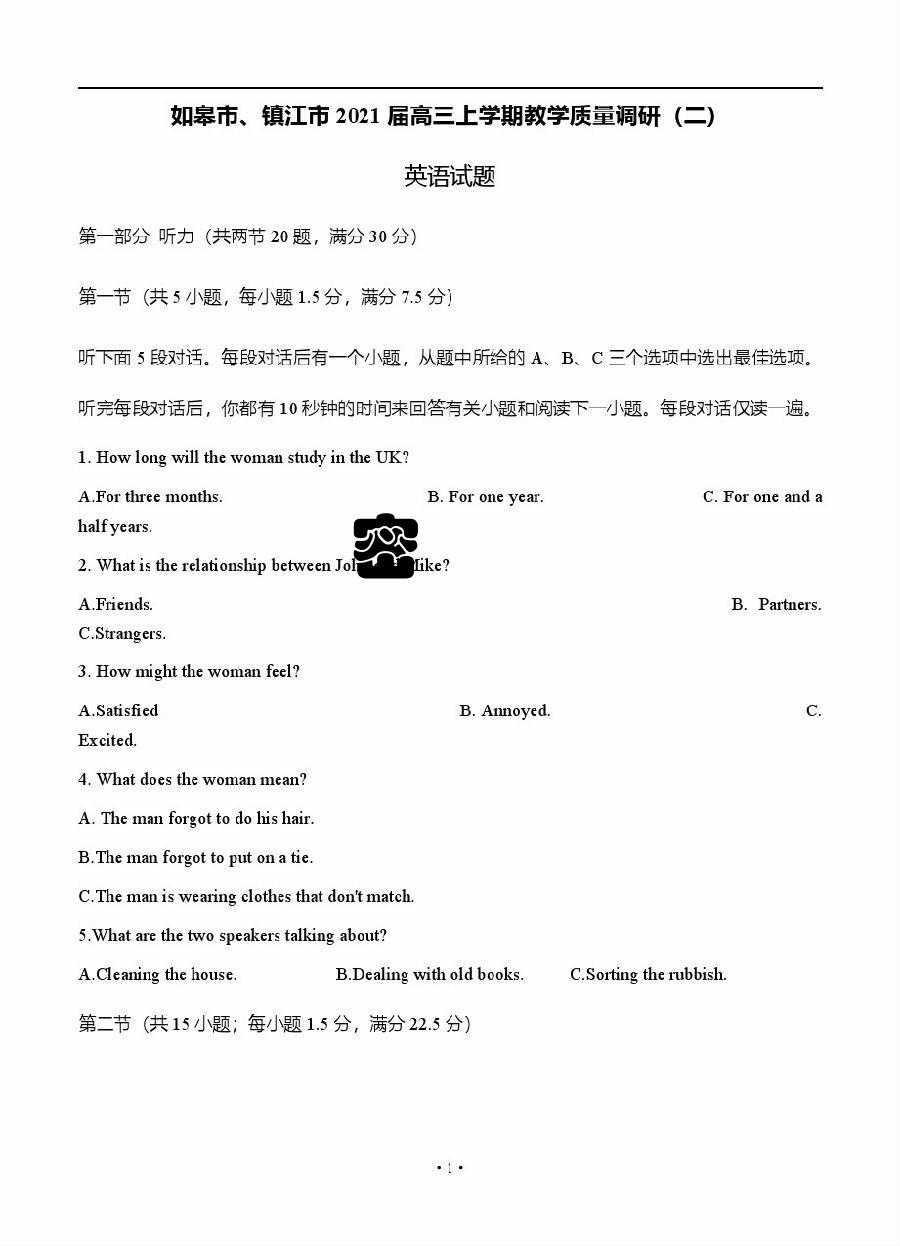 如皋市、镇江市 2021 届高三上学期教学质量调研（二）
英语试题
第一部分 听力（共两节 20 题，满分 30 分）
第一节（共 5 小题，每小题 1.5 分，满分 7.5 分）
听下面 5 段对话。每段对话后有一个小题，从题中所给的 A、B、C 三个选项中选出最佳选项。
听完每段对话后，你都有 10 秒钟的时间来回答有关小题和阅读下一小题。每段对话仅读一遍。
1. How long will the woman study in the UK?
A.For three months. B. For one year. C. For one and a
half years.
2. What is the relationship between
A.Friends. B. Partners.
C.Strangers.
3. How might the woman feel?
A.Satisfied B. Annoyed. C.
Excited.
4. What does the woman mean?
A. The man forgot to do his hair.
B.The man forgot to put on a tie.
C.The man is wearing clothes that don't match.
5.What are the two speakers talking about?
A.Cleaning the house. B.Dealing with old books. C.Sorting the rubbish.
第二节（共 15 小题；每小题 1.5 分，满分 22.5 分）
• 1 •